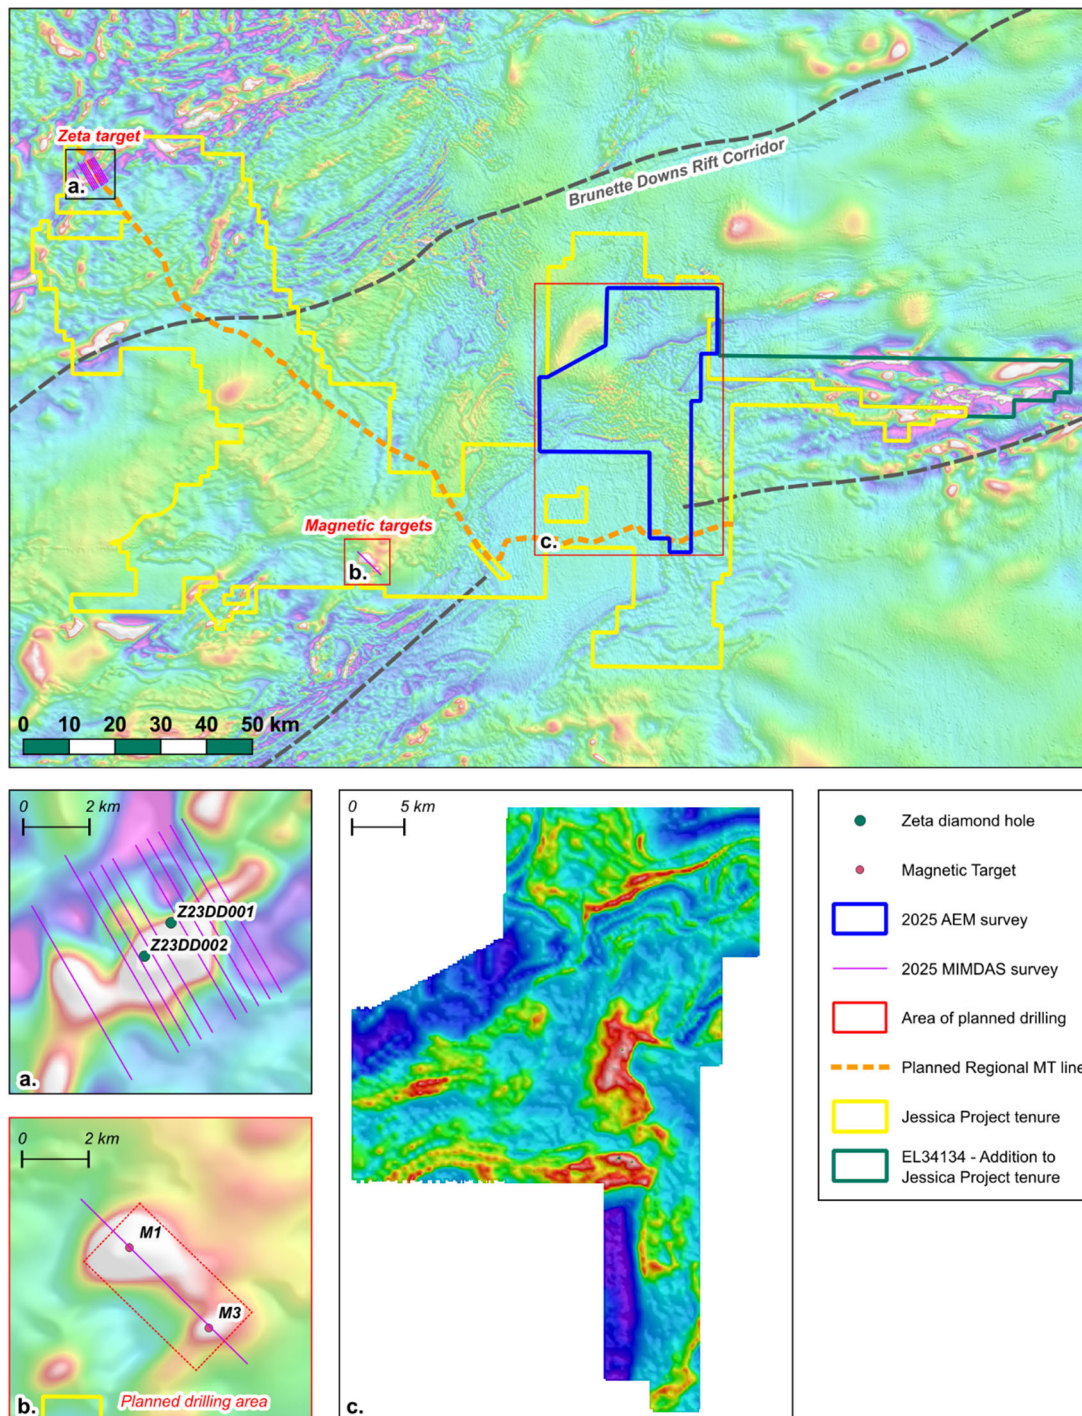 Zeta target
a.
Brunette Downs Rift Corridor
Magnetic targets
b.
c.
0 10 20 30 40 50 km
0 2 km
Z23DD001
Z23DD002
a.
0 2 km
M1
M3
b.
Planned drilling area
0 5 km
c.
Zeta diamond hole
Magnetic Target
2025 AEM survey
2025 MIMDAS survey
Area of planned drilling
Planned Regional MT line
Jessica Project tenure
EL34134 - Addition to
Jessica Project tenure